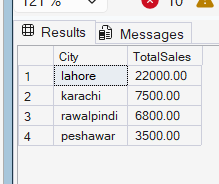 121 % 10
Results Messages
City TotalSales
1 lahore 22000.00
2 karachi 7500.00
3 rawalpindi 6800.00
4 peshawar 3500.00